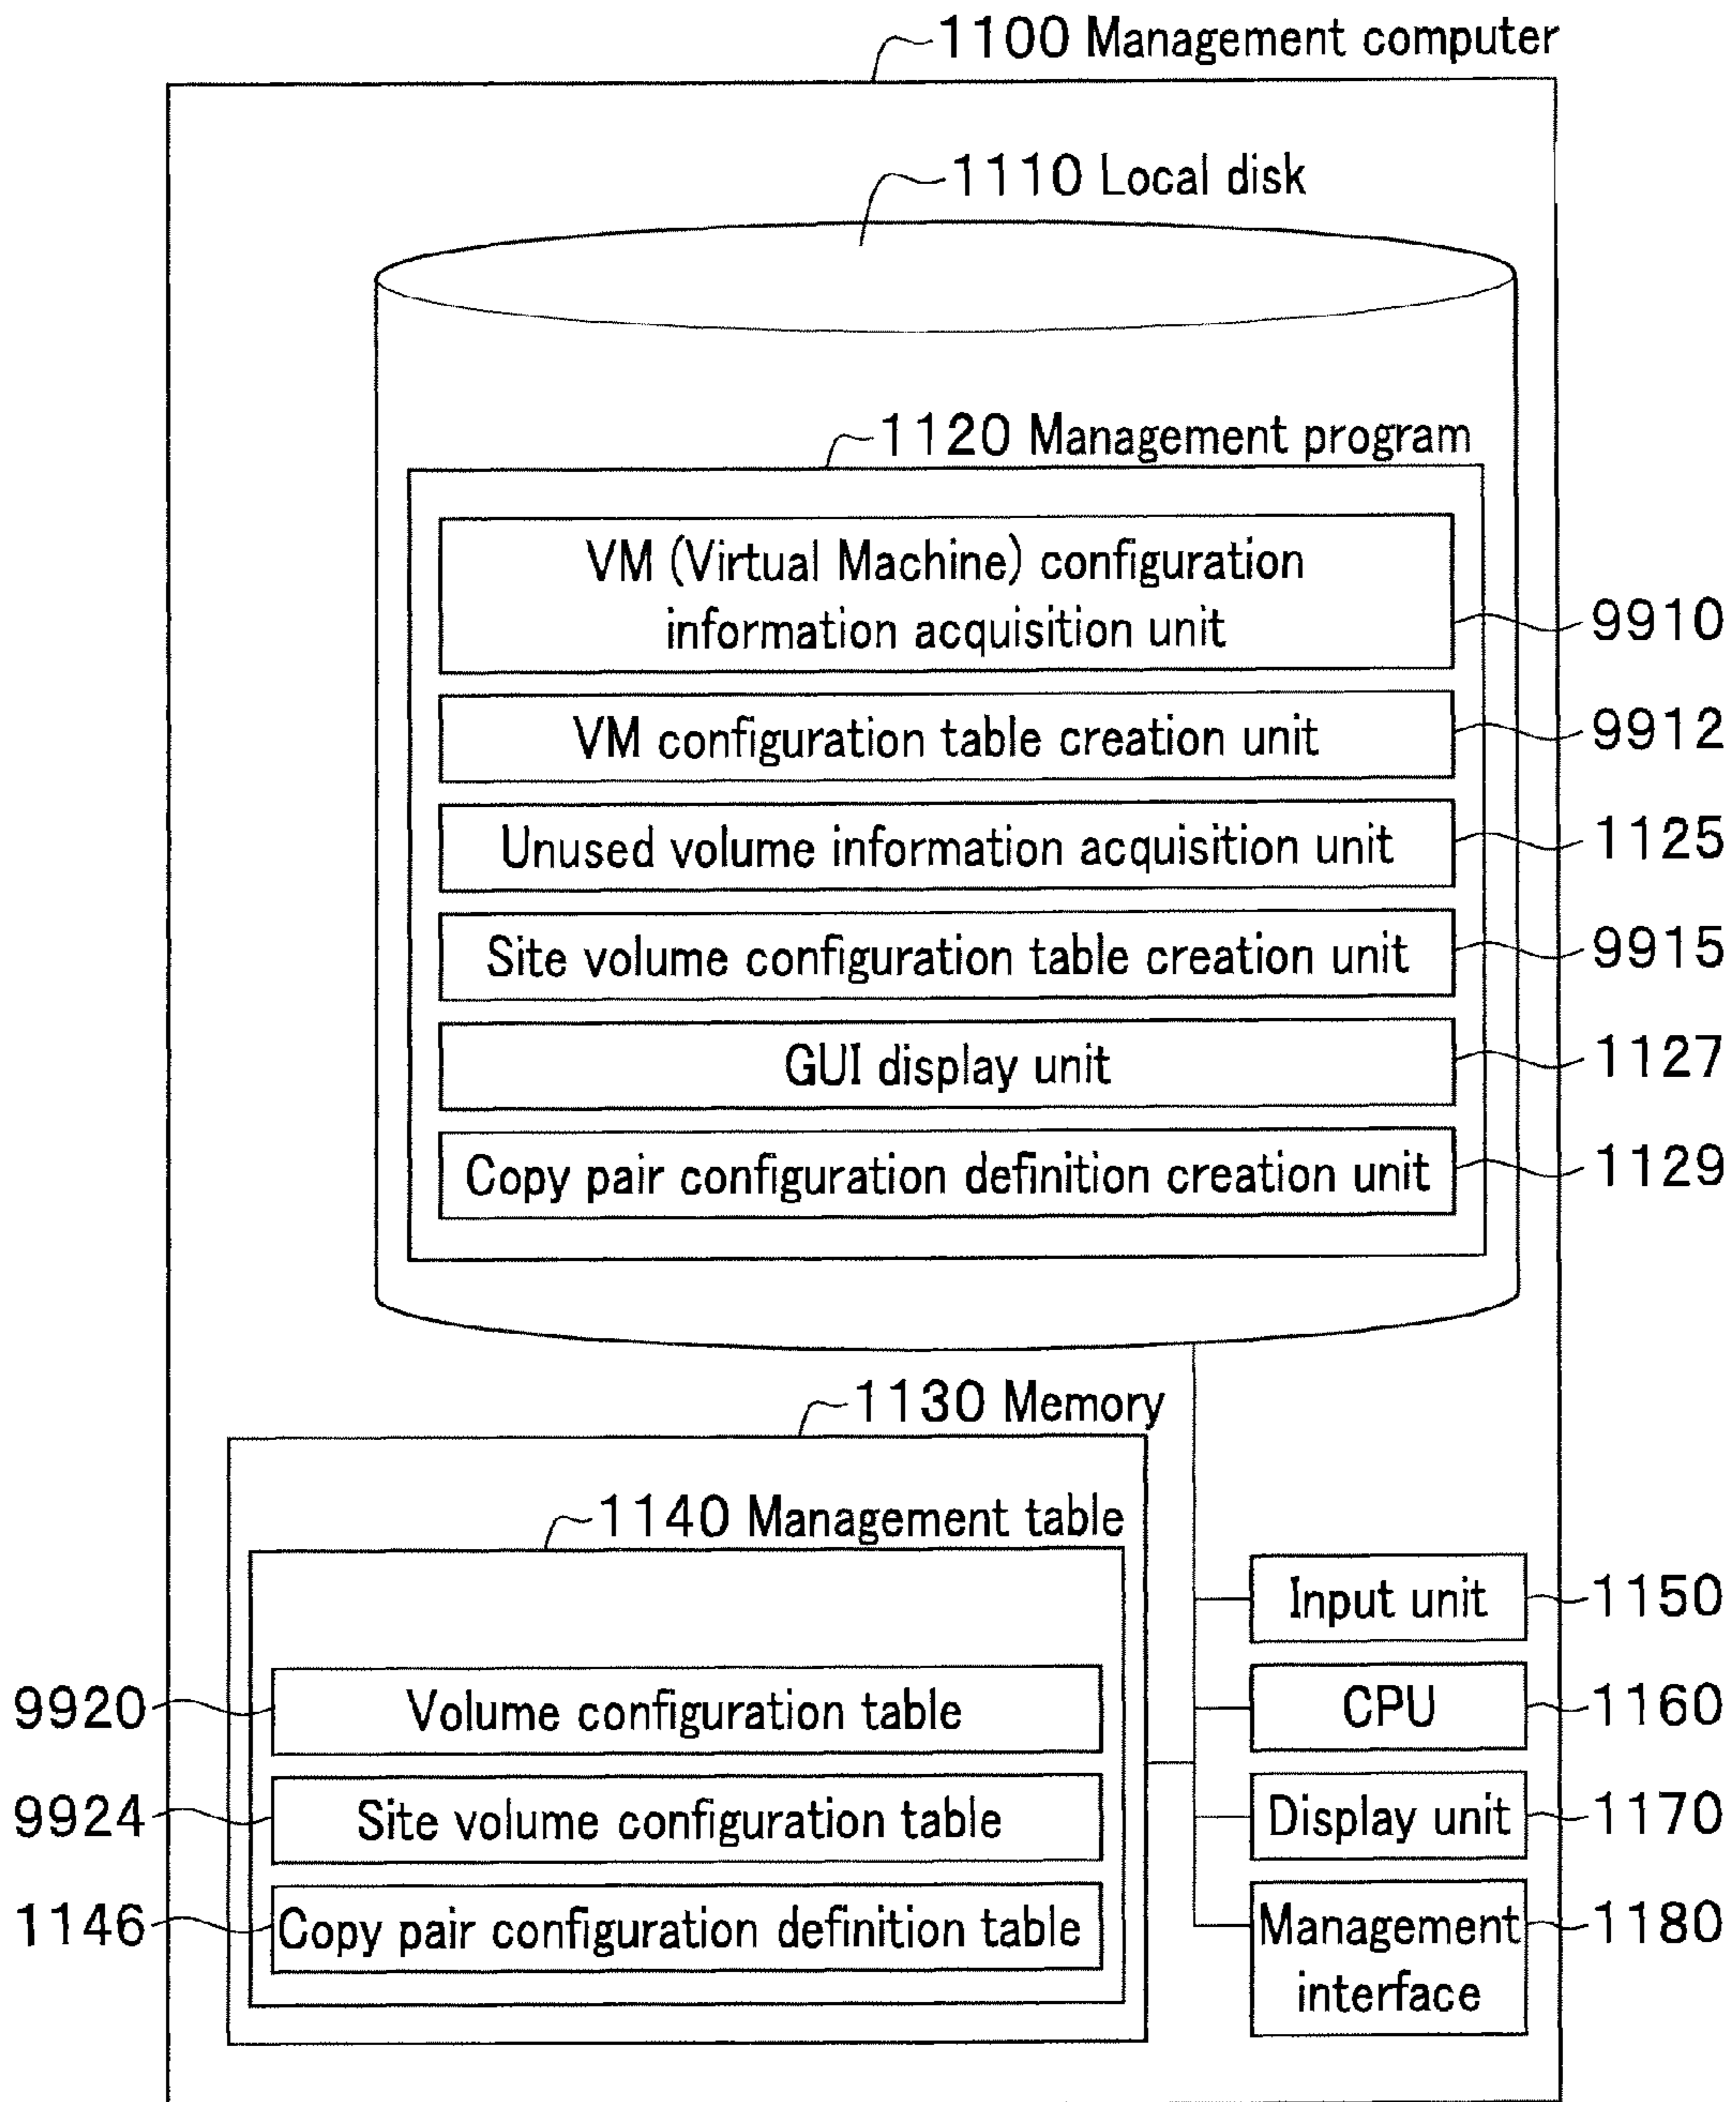 1100 Management computer
1110 Local disk
1120 Management program
VM (Virtual Machine) configuration
information acquisition unit
9910
VM configuration table creation unit
9912
Unused volume information acquisition unit
1125
Site volume configuration table creation unit
9915
GUI display unit
1127
Copy pair configuration definition creation unit
1129
1130 Memory
1140 Management table
9920
Volume configuration table
9924
Site volume configuration table
1146
Copy pair configuration definition table
Input unit
1150
CPU
1160
Display unit
1170
Management
interface
1180